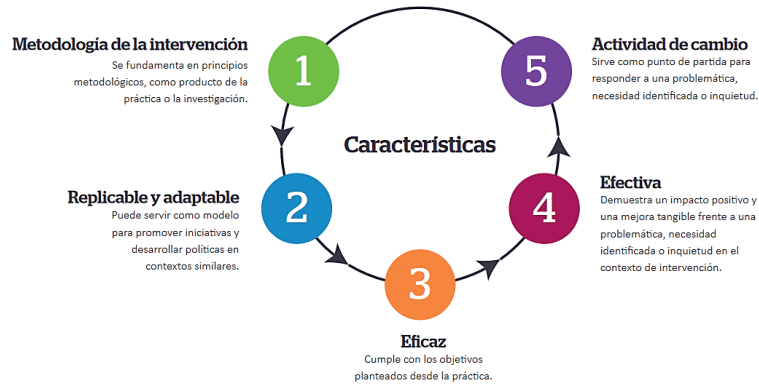 Características
1
Metodología de la intervención
Se fundamenta en principios
metodológicos, como producto de la
práctica o la investigación.
2
Replicable y adaptable
Puede servir como modelo
para promover iniciativas y
desarrollar políticas en
contextos similares.
3
Eficaz
Cumple con los objetivos
planteados desde la práctica.
4
Efectiva
Demuestra un impacto positivo y
una mejora tangible frente a una
problemática, necesidad
identificada o inquietud en el
contexto de intervención.
5
Actividad de cambio
Sirve como punto de partida para
responder a una problemática,
necesidad identificada o inquietud.